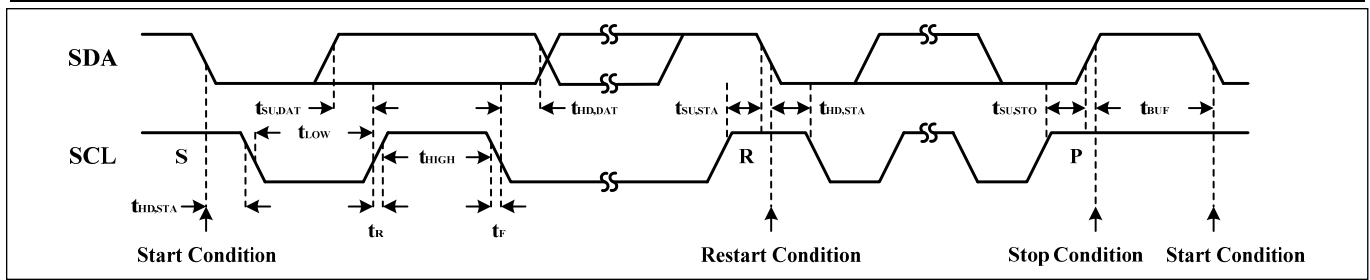 SDA
tSU,DAT
tHD,DAT
tSU,STA
tHD,STA
tSU,STO
tBUF
tLOW
SCL
S
tHIGH
R
P
tHD,STA
tR
tF
Start Condition
Restart Condition
Stop Condition
Start Condition